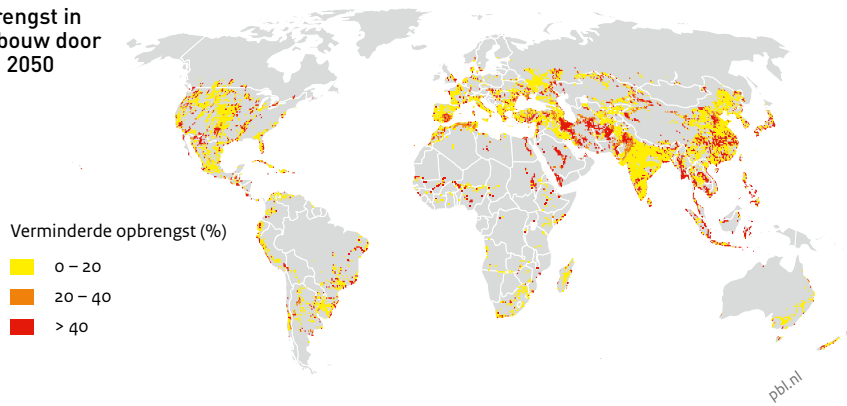 rengst in
bouw door
2050
Verminderde opbrengst (%)
0 – 20
20 – 40
> 40
pbl.nl